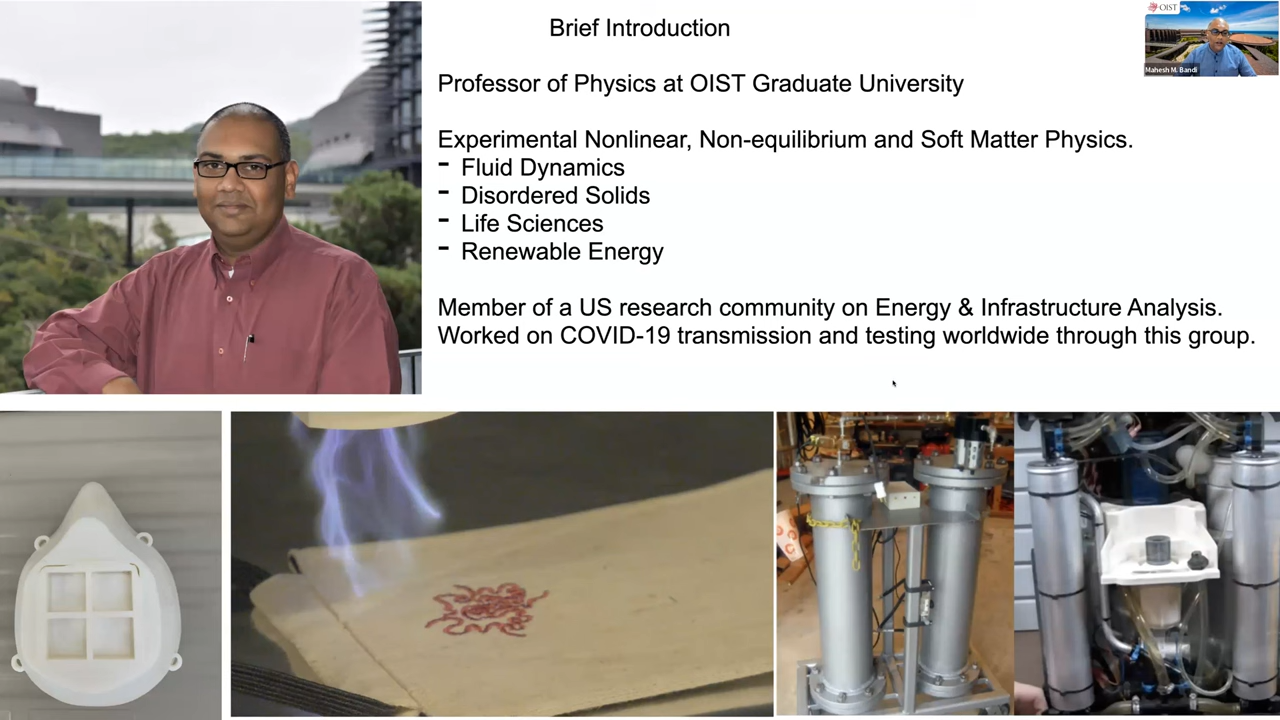 Brief Introduction
OIST
Mahesh M. Bandi
Professor of Physics at OIST Graduate University
Experimental Nonlinear, Non-equilibrium and Soft Matter Physics.
- Fluid Dynamics
- Disordered Solids
- Life Sciences
- Renewable Energy
Member of a US research community on Energy & Infrastructure Analysis.
Worked on COVID-19 transmission and testing worldwide through this group.